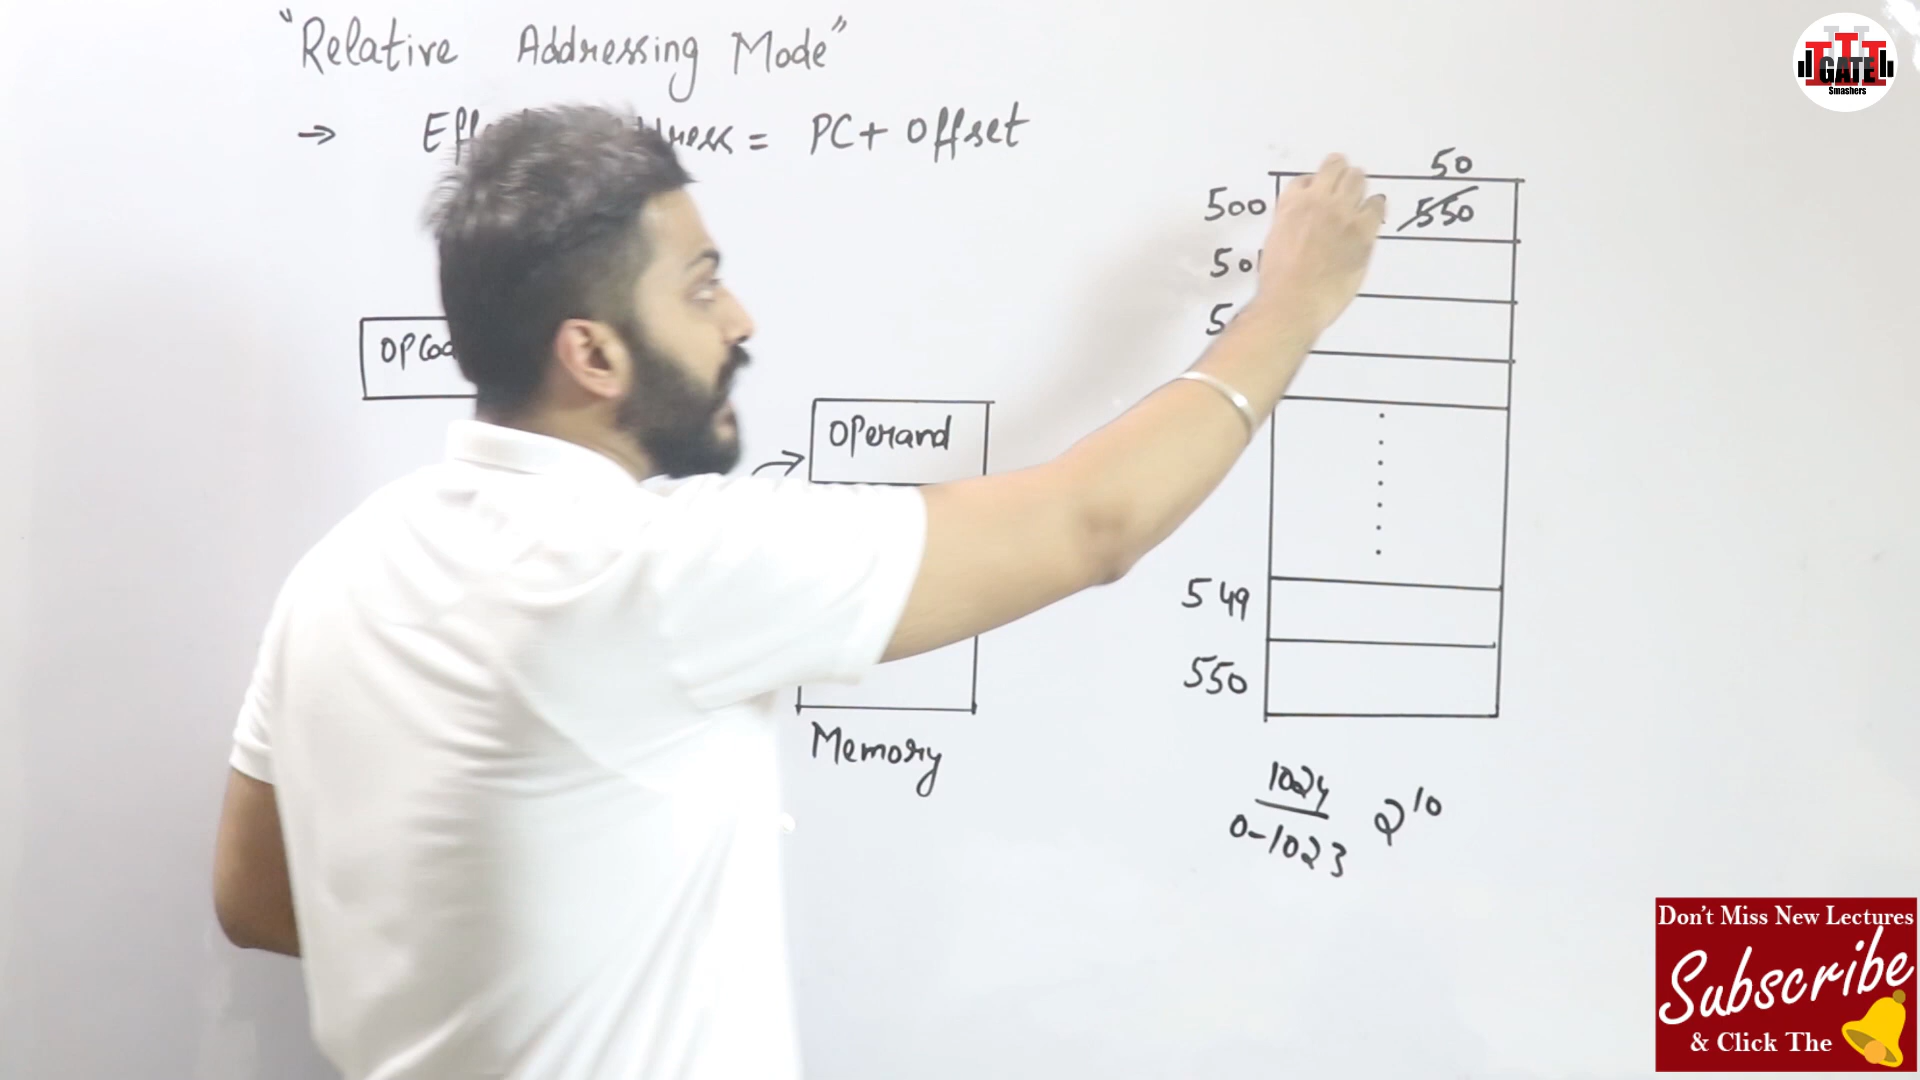 "Relative Addressing Mode"
→ = PC + Offset
50
500 550
501
Operand
549
550
Memory
1024
0-1023 2^10
GATE
Smashers
Don't Miss New Lectures
Subscribe
& Click The